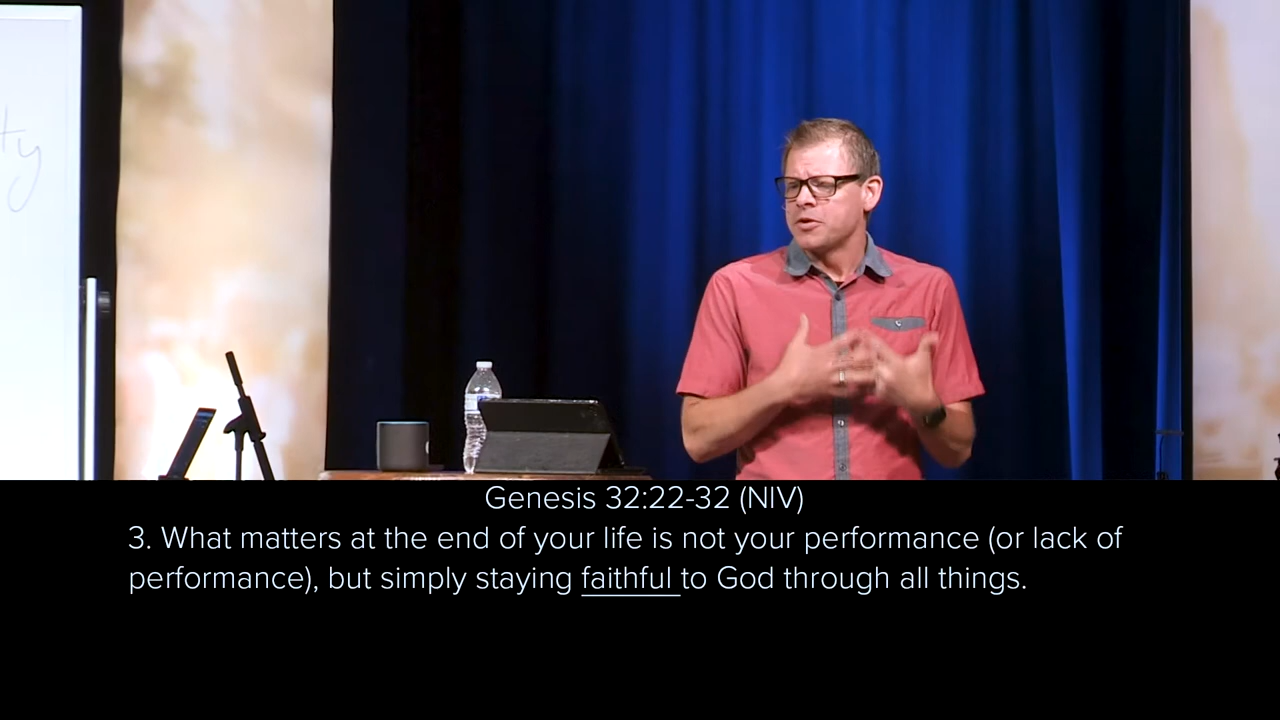 ty
Genesis 32:22-32 (NIV)
3. What matters at the end of your life is not your performance (or lack of
performance), but simply staying faithful to God through all things.